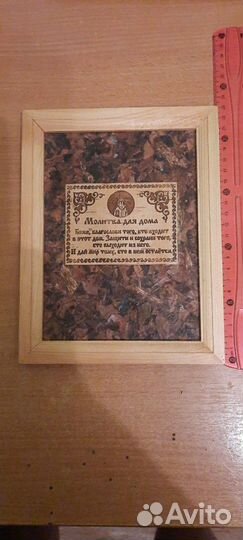 Молитва для дома
Боже, благослови того, кто входит
в этот дом. Защити и сохрани того,
кто выходит из него.
И дай мир тому, кто в нем остаётся.
Avito